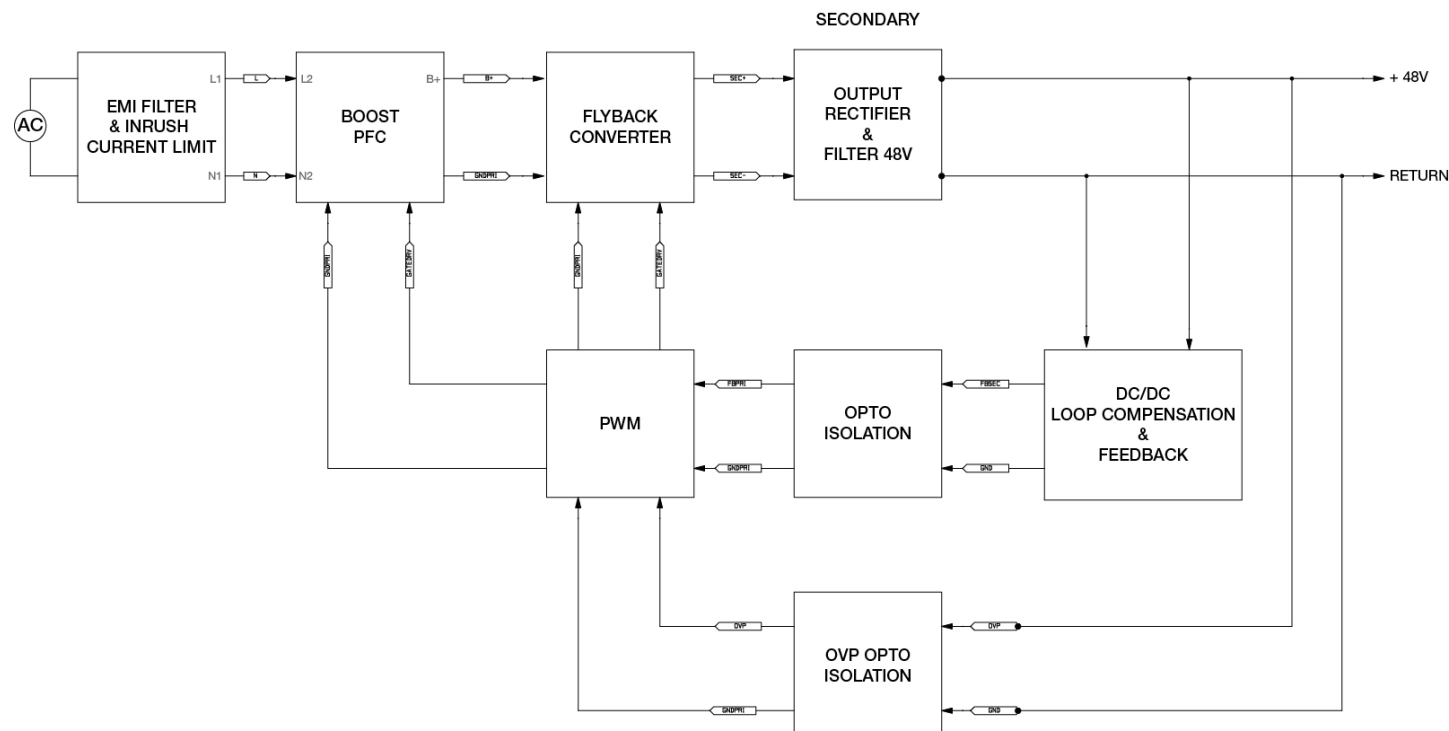 SECONDARY
AC
EMI FILTER
& INRUSH
CURRENT LIMIT
L1
N1
L
N
L2
N2
BOOST
PFC
B+
B+
GNDPRI
FLYBACK
CONVERTER
SEC+
SEC-
OUTPUT
RECTIFIER
&
FILTER 48V
+ 48V
RETURN
GNDPRI
GATEDRV
GNDPRI
GATEDRV
PWM
FBPRI
GNDPRI
OPTO
ISOLATION
FBSEC
GND
DC/DC
LOOP COMPENSATION
&
FEEDBACK
OVP
GNDPRI
OVP OPTO
ISOLATION
OVP
GND